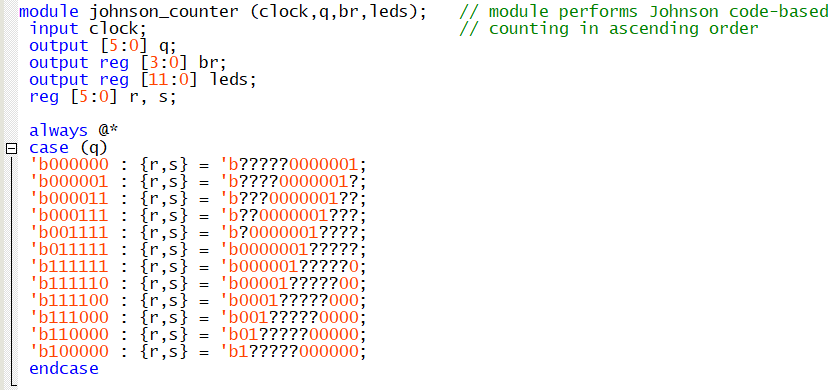 module johnson_counter (clock,q,br,leds);   // module performs Johnson code-based
 input clock;                               // counting in ascending order
 output [5:0] q;
 output reg [3:0] br;
 output reg [11:0] leds;
 reg [5:0] r, s;

 always @*
 case (q)
 'b000000 : {r,s} = 'b?????0000001;
 'b000001 : {r,s} = 'b????0000001?;
 'b000011 : {r,s} = 'b???0000001??;
 'b000111 : {r,s} = 'b??0000001???;
 'b001111 : {r,s} = 'b?0000001????;
 'b011111 : {r,s} = 'b0000001?????;
 'b111111 : {r,s} = 'b000001?????0;
 'b111110 : {r,s} = 'b00001?????00;
 'b111100 : {r,s} = 'b0001?????000;
 'b111000 : {r,s} = 'b001?????0000;
 'b110000 : {r,s} = 'b01?????00000;
 'b100000 : {r,s} = 'b1?????000000;
 endcase